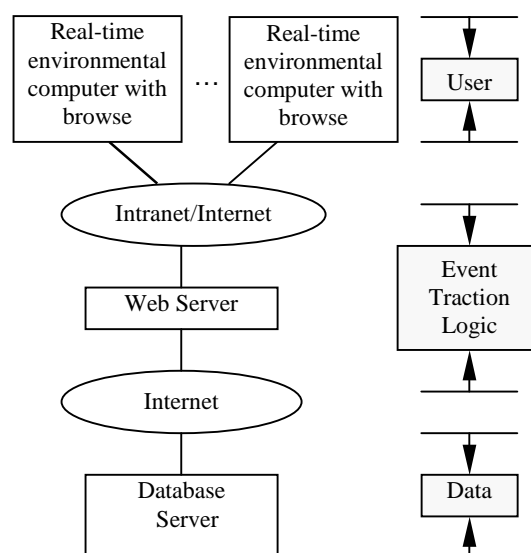 Real-time
environmental
computer with
browse
...
Real-time
environmental
computer with
browse
User
Intranet/Internet
Event
Traction
Logic
Web Server
Internet
Database
Server
Data